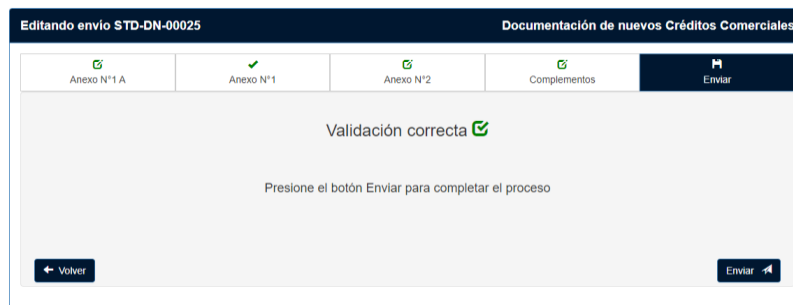 Editando envio STD-DN-00025
Documentación de nuevos Créditos Comerciales
Anexo N°1 A
Anexo N°1
Anexo N°2
Complementos
Enviar
Validación correcta
Presione el botón Enviar para completar el proceso
Volver
Enviar